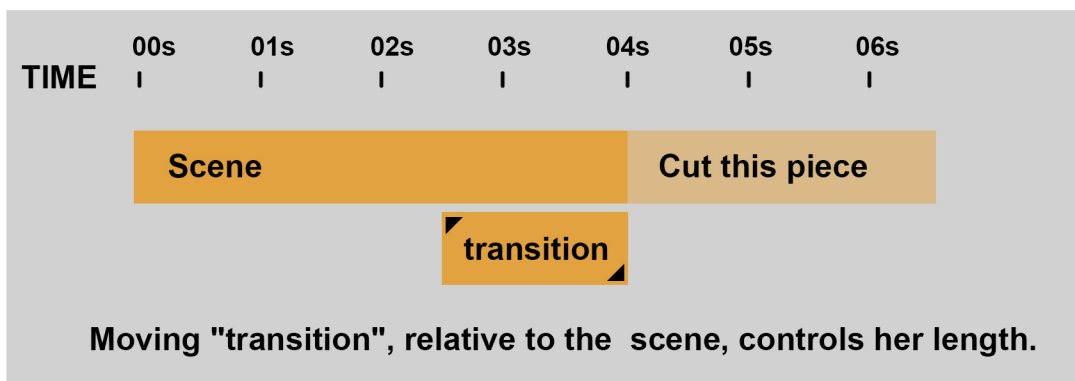 00s 01s 02s 03s 04s 05s 06s
TIME
Scene Cut this piece
transition
Moving "transition", relative to the scene, controls her length.